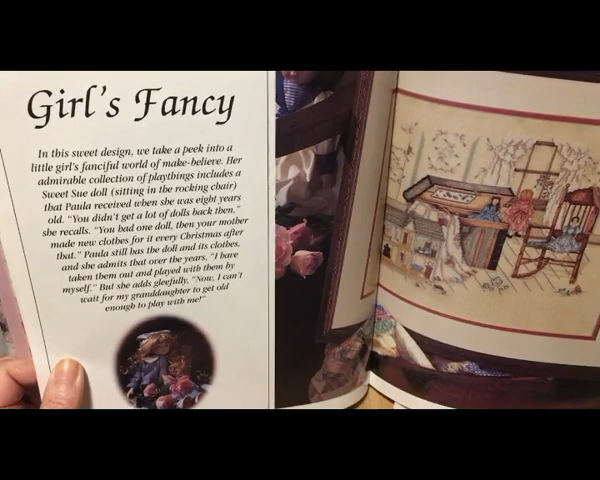 Girl's Fancy
In this sweet design, we take a peek into a
little girl's fanciful world of make-believe. Her
admirable collection of playthings includes a
Sweet Sue doll (sitting in the rocking chair)
that Paula received when she was eight years
old. "You didn't get a lot of dolls back then,"
she recalls. "You had one doll, then your mother
made new clothes for it every Christmas after
that." Paula still has the doll and its clothes,
and she admits that over the years, "I have
taken them out and played with them by
myself." But she adds gleefully, "Now, I can't
wait for my granddaughter to get old
enough to play with me!"